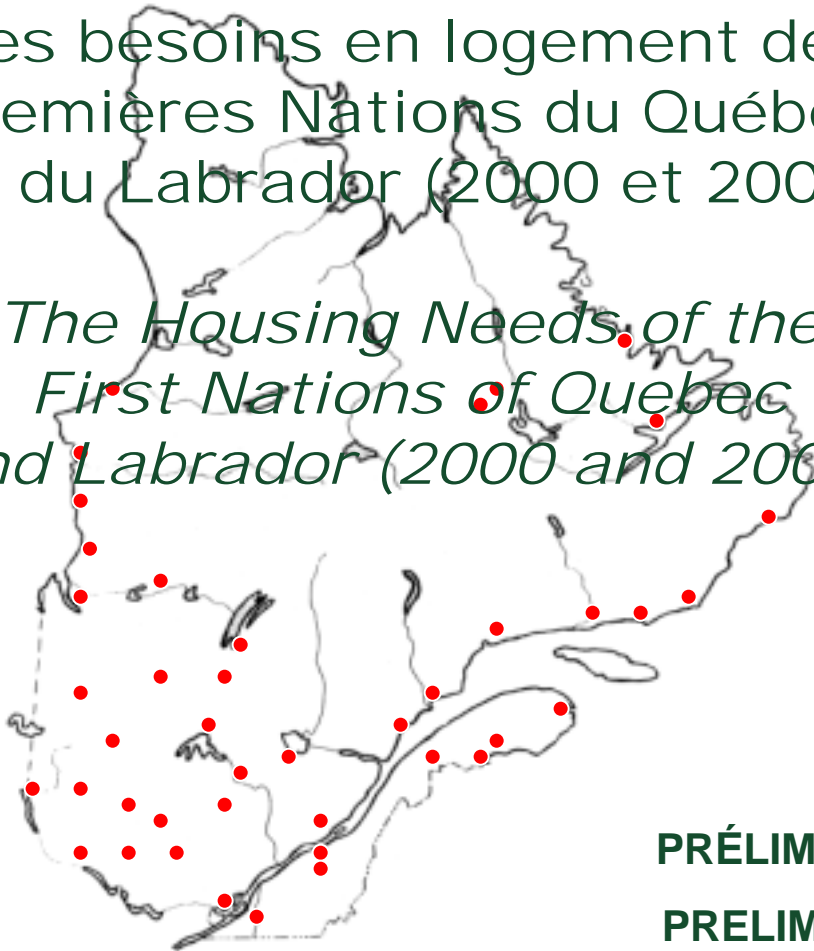 es besoins en logement de
emières Nations du Québe
du Labrador (2000 et 200
The Housing Needs of the
First Nations of Quebec
nd Labrador (2000 and 200
PRÉLIM
PRELIM